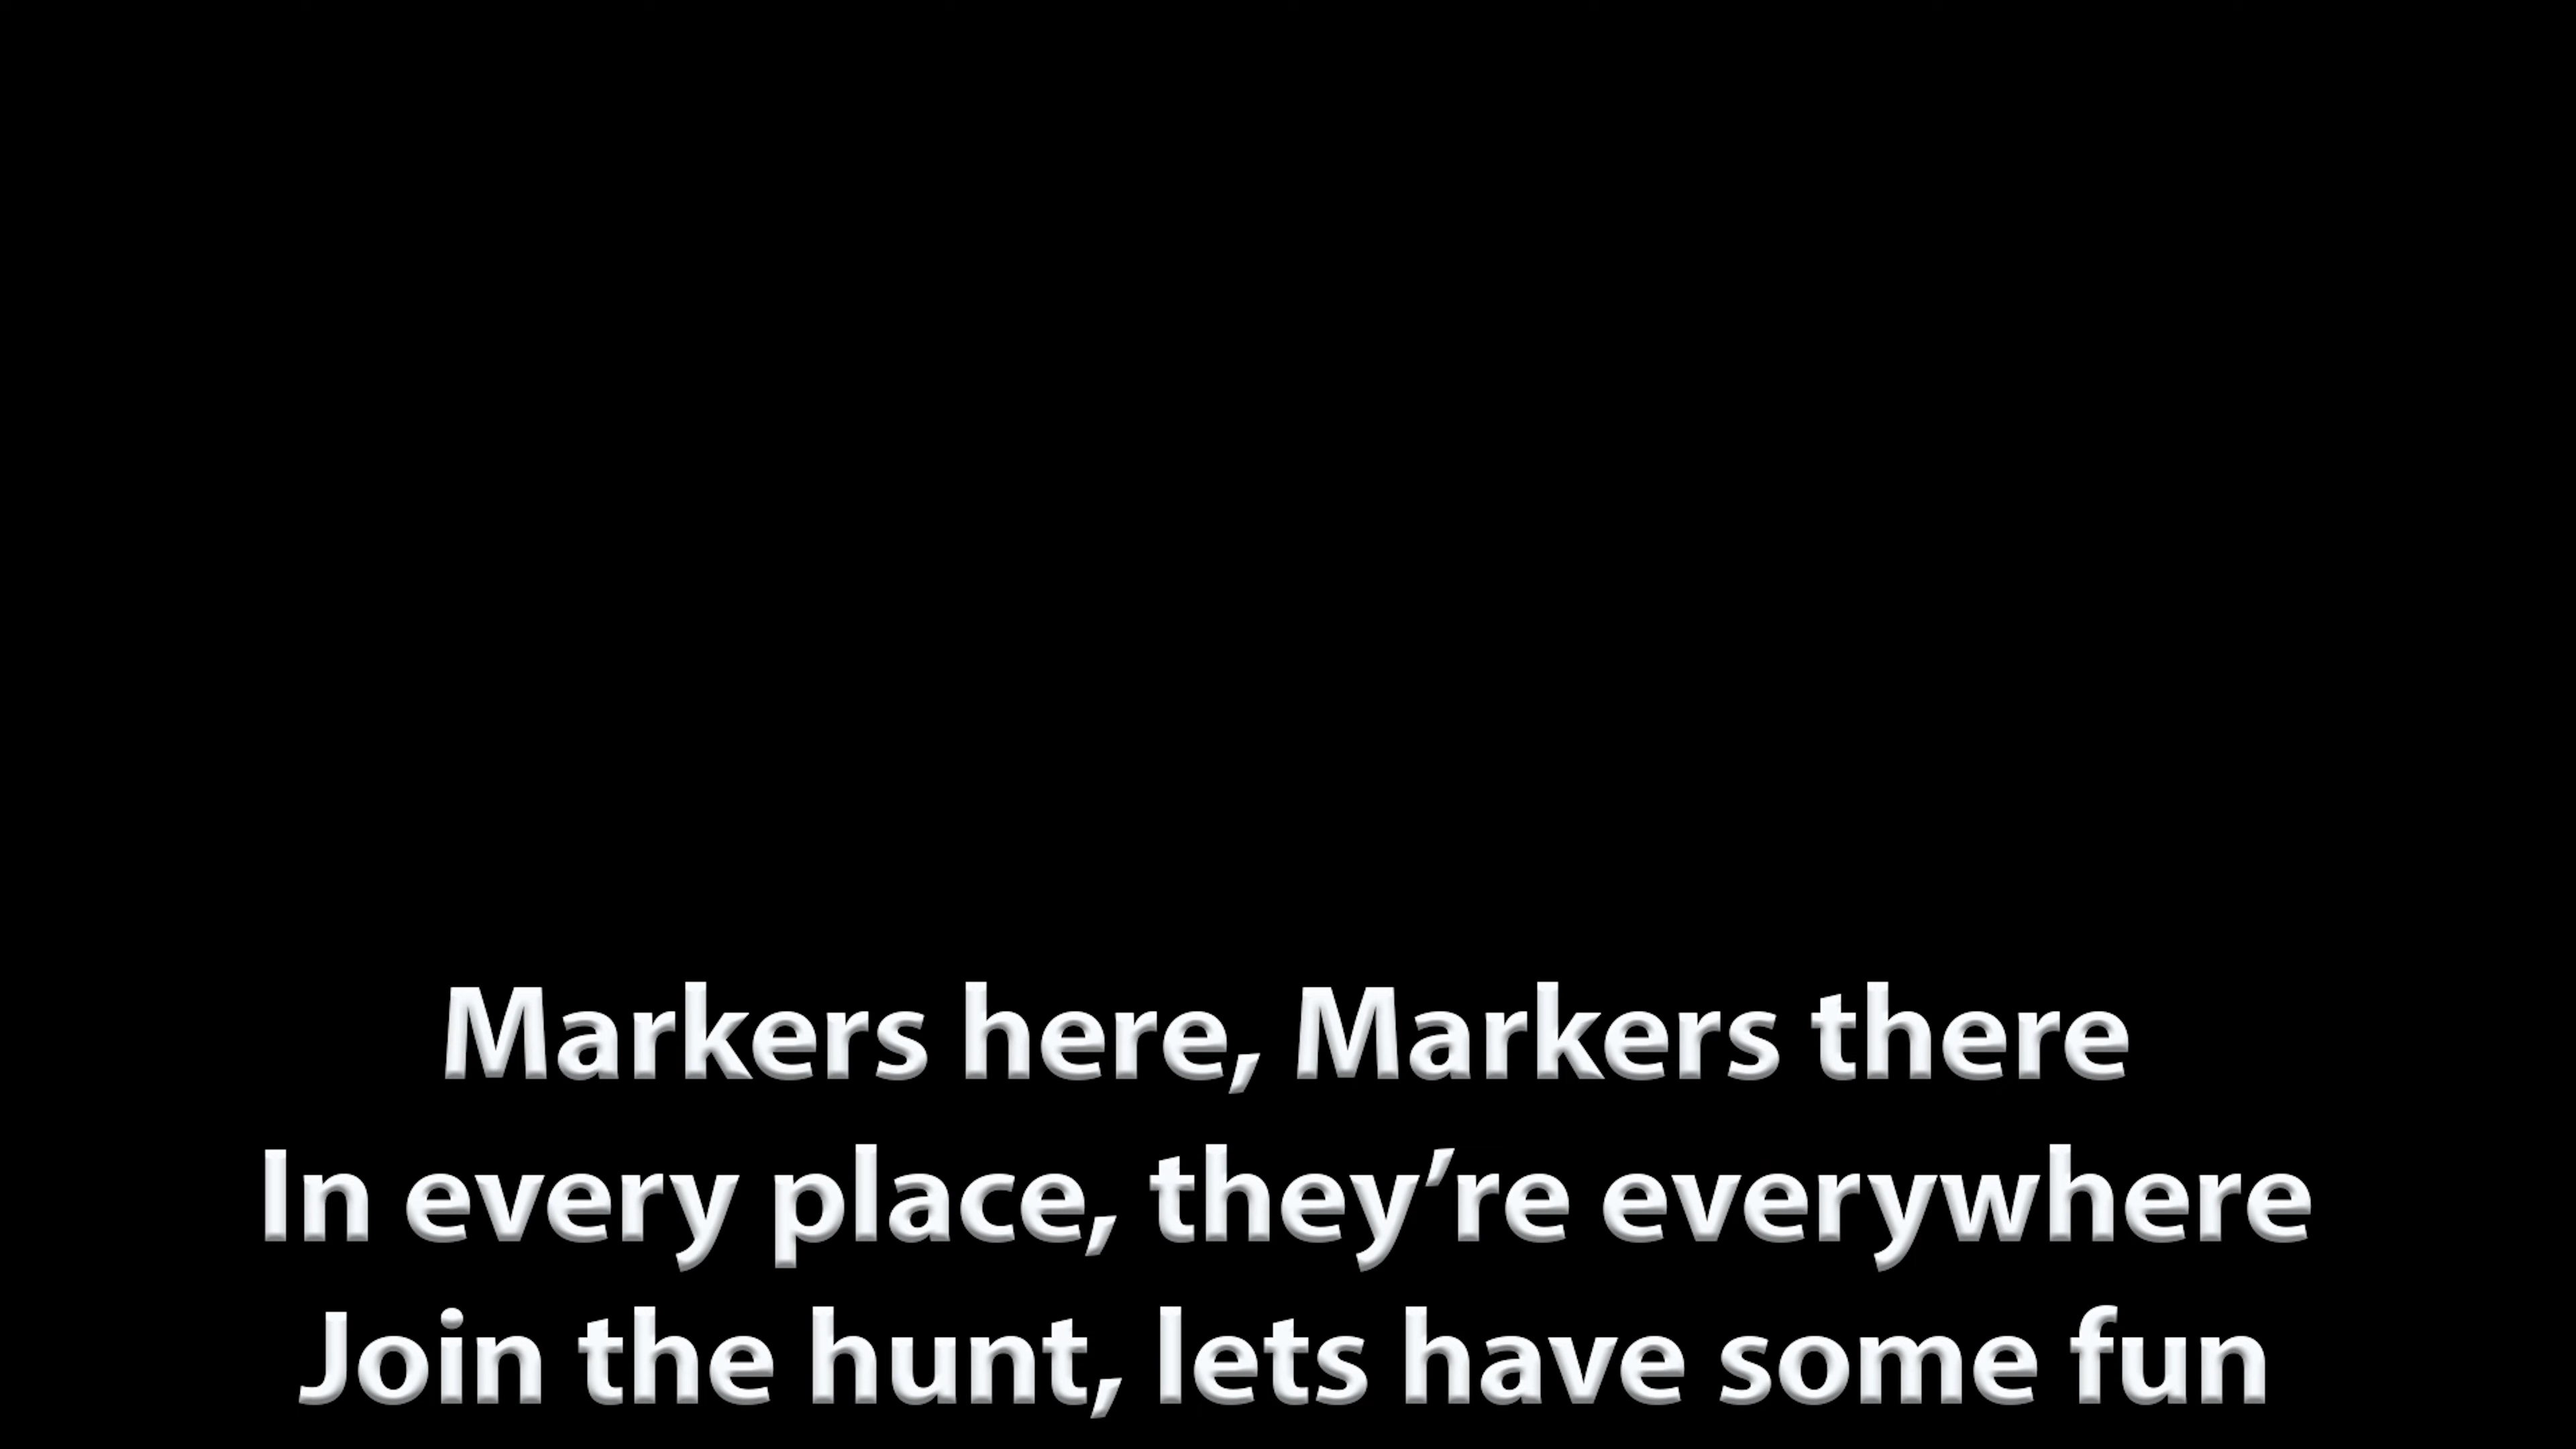 Markers here, Markers there
In every place, they’re everywhere
Join the hunt, lets have some fun